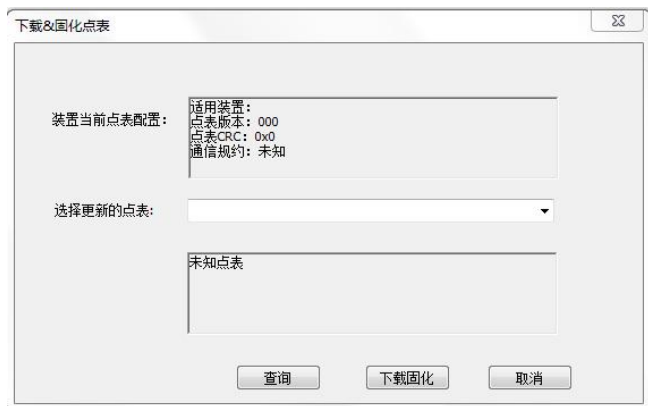 下载&固化点表
装置当前点表配置:
适用装置:
点表版本: 000
点表CRC: 0x0
通信规约: 未知
选择更新的点表:
未知点表
查询
下载固化
取消